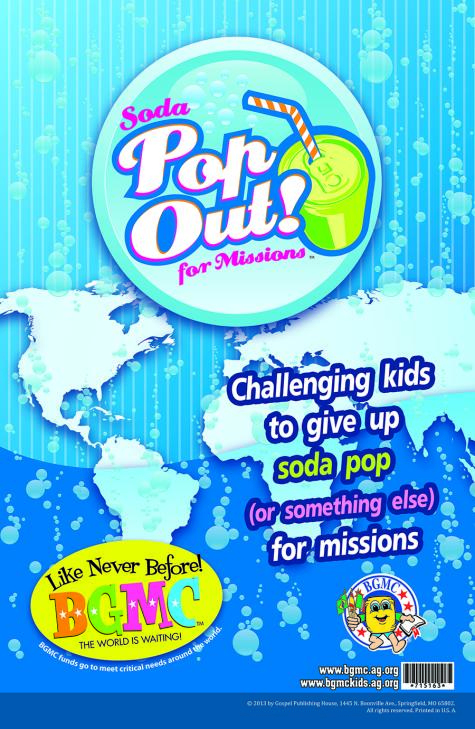 Soda
Pop
Out!
for Missions™
Challenging kids
to give up
soda pop
(or something else)
for missions
Like Never Before!
BGMC™
THE WORLD IS WAITING!
BGMC funds go to meet critical needs around the world.
BGMC
www.bgmc.ag.org
www.bgmckids.ag.org
*715163*
© 2013 by Gospel Publishing House, 1445 N. Boonville Ave., Springfield, MO 65802.
All rights reserved. Printed in U.S. A.